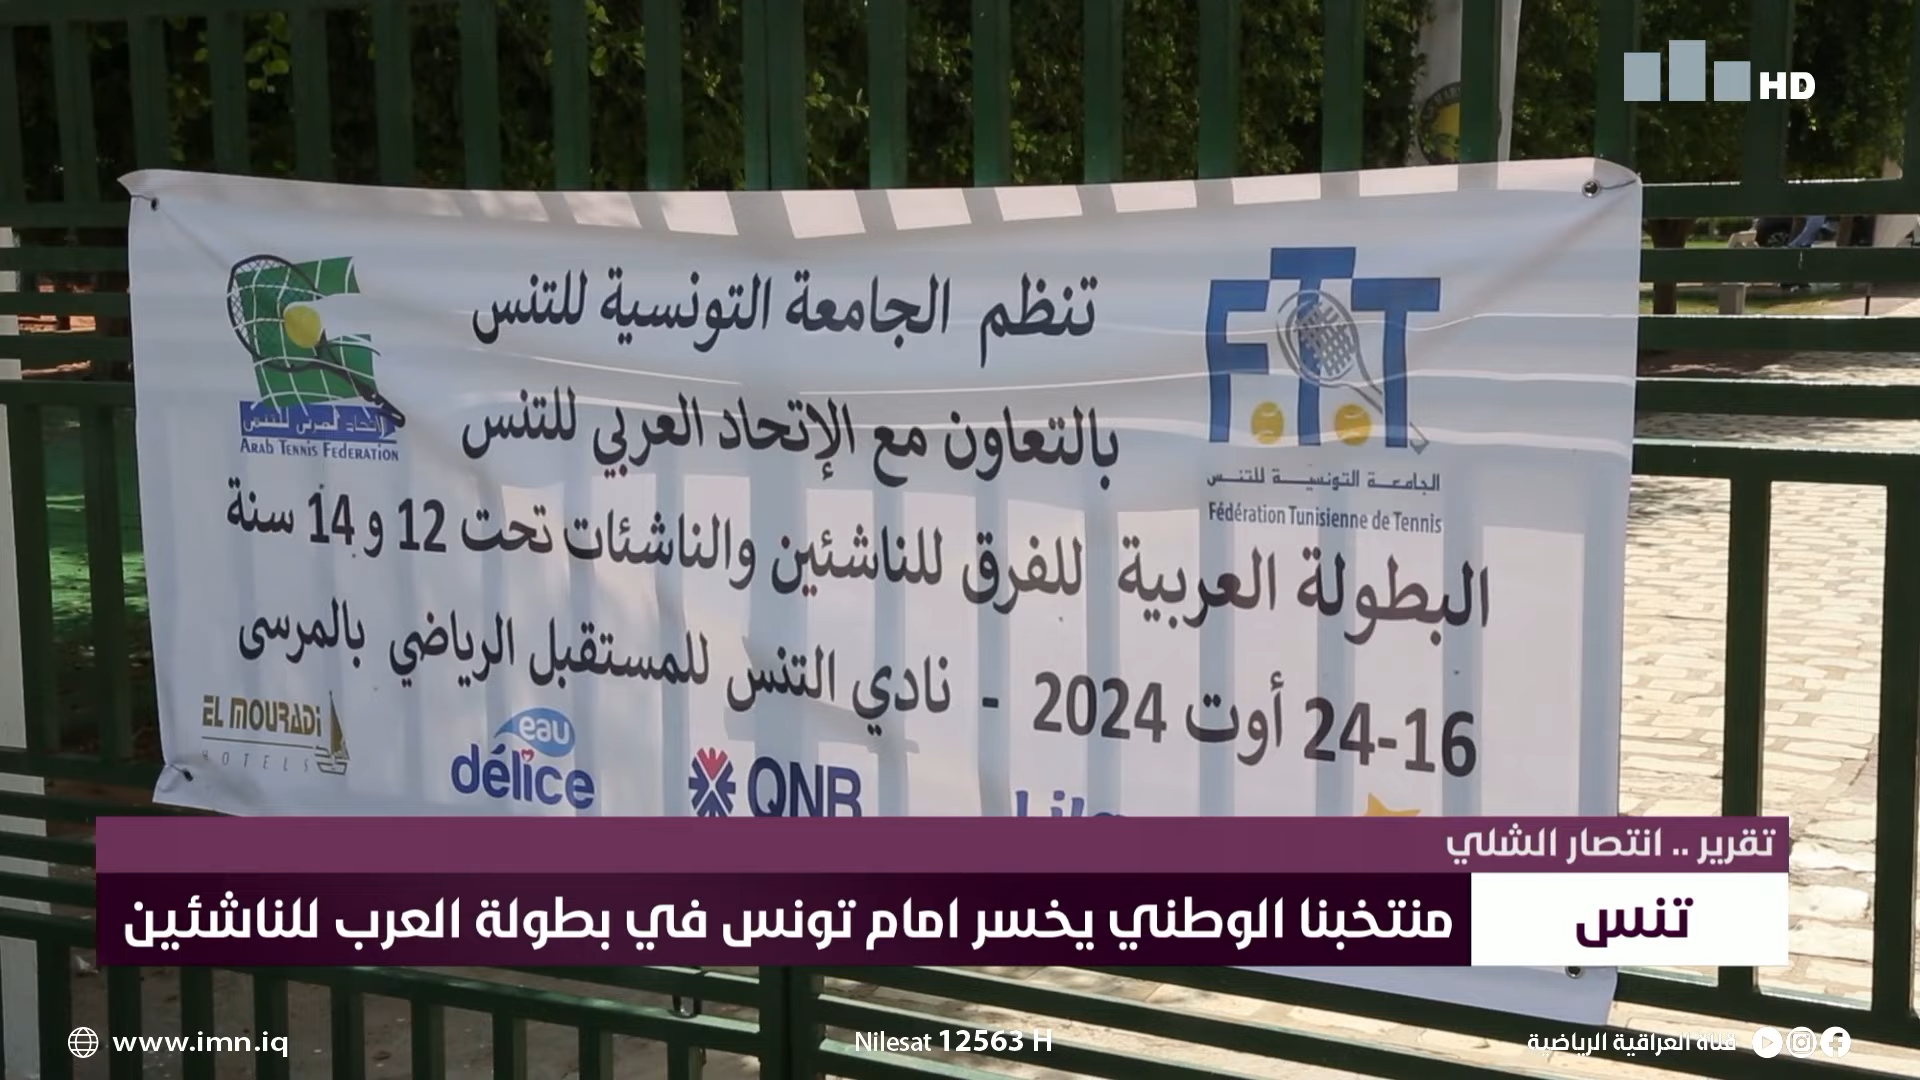 HD
تنظم الجامعة التونسية للتنس
بالتعاون مع الإتحاد العربي للتنس
البطولة العربية للفرق للناشئين والناشئات تحت 12 و 14 سنة
16-24 أوت 2024 - نادي التنس للمستقبل الرياضي بالمرسى
F.T.T
الجامعة التونسية للتنس
Fédération Tunisienne de Tennis
الإتحاد العربي للتنس
ARAB TENNIS FEDERATION
EL MOURADI
HOTELS
eau
délice
QNB
تقرير .. انتصار الشلي
تنس
منتخبنا الوطني يخسر امام تونس في بطولة العرب للناشئين
www.imn.iq
Nilesat 12563 H
قناة العراقية الرياضية